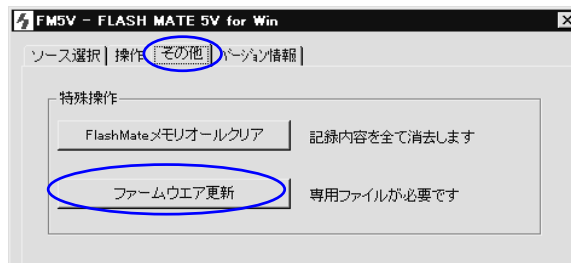 FM5V - FLASH MATE 5V for Win
ソース選択 操作 その他 バージョン情報
特殊操作
FlashMateメモリオールクリア 記録内容を全て消去します
ファームウエア更新 専用ファイルが必要です